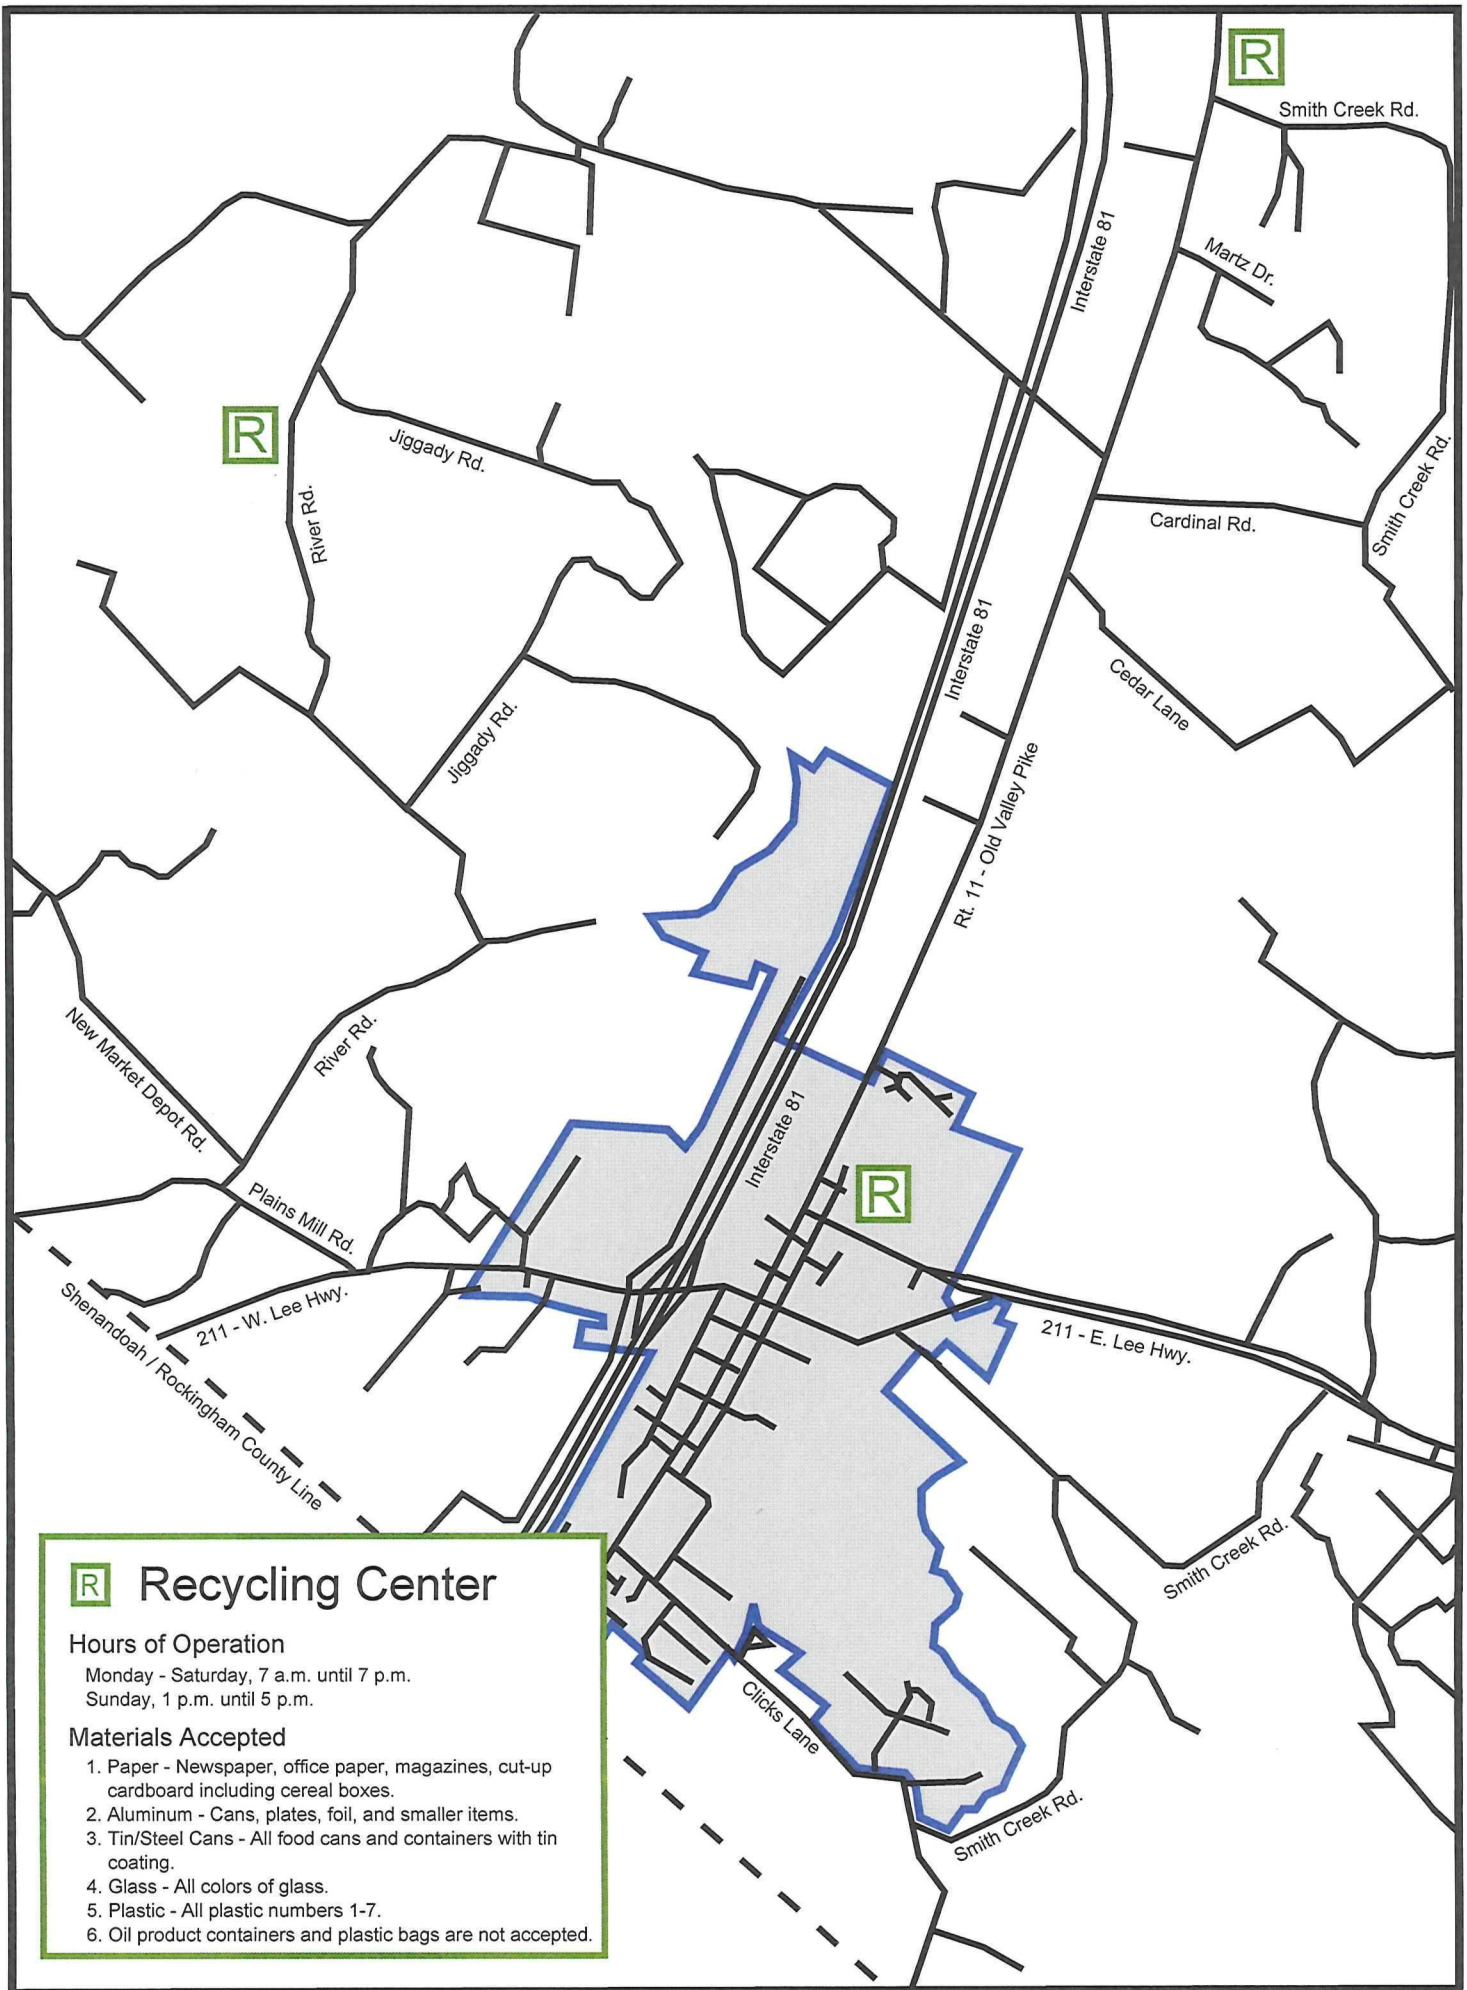 R
Smith Creek Rd.
Interstate 81
Martz Dr.
R
Jiggady Rd.
River Rd.
Smith Creek Rd.
Cardinal Rd.
Interstate 81
Cedar Lane
Jiggady Rd.
Rt. 11 - Old Valley Pike
New Market Depot Rd.
River Rd.
Interstate 81
R
Plains Mill Rd.
211 - W. Lee Hwy.
211 - E. Lee Hwy.
Shenandoah / Rockingham County Line
Smith Creek Rd.
Clicks Lane
Smith Creek Rd.
R Recycling Center
Hours of Operation
Monday - Saturday, 7 a.m. until 7 p.m.
Sunday, 1 p.m. until 5 p.m.
Materials Accepted
1. Paper - Newspaper, office paper, magazines, cut-up
cardboard including cereal boxes.
2. Aluminum - Cans, plates, foil, and smaller items.
3. Tin/Steel Cans - All food cans and containers with tin
coating.
4. Glass - All colors of glass.
5. Plastic - All plastic numbers 1-7.
6. Oil product containers and plastic bags are not accepted.